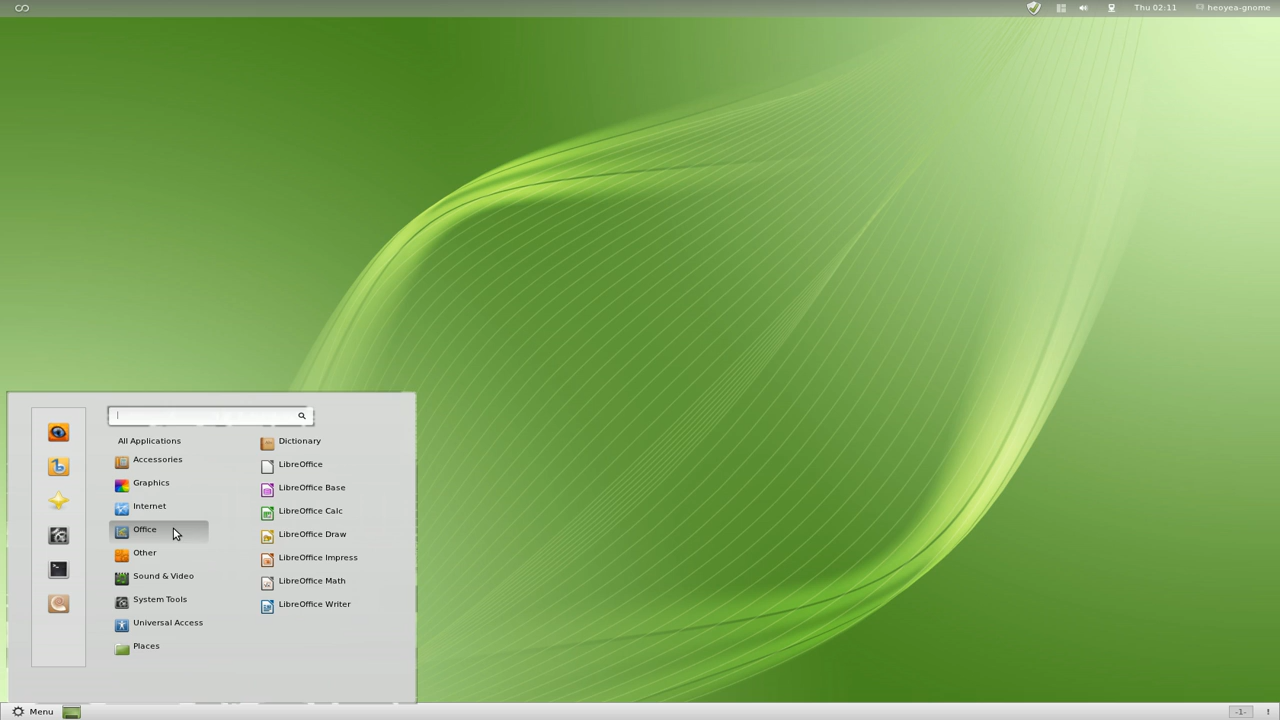 Thu 02:11 heoyea-gnome
All Applications
Accessories
Graphics
Internet
Office
Other
Sound & Video
System Tools
Universal Access
Places
Dictionary
LibreOffice
LibreOffice Base
LibreOffice Calc
LibreOffice Draw
LibreOffice Impress
LibreOffice Math
LibreOffice Writer
Menu -1- !